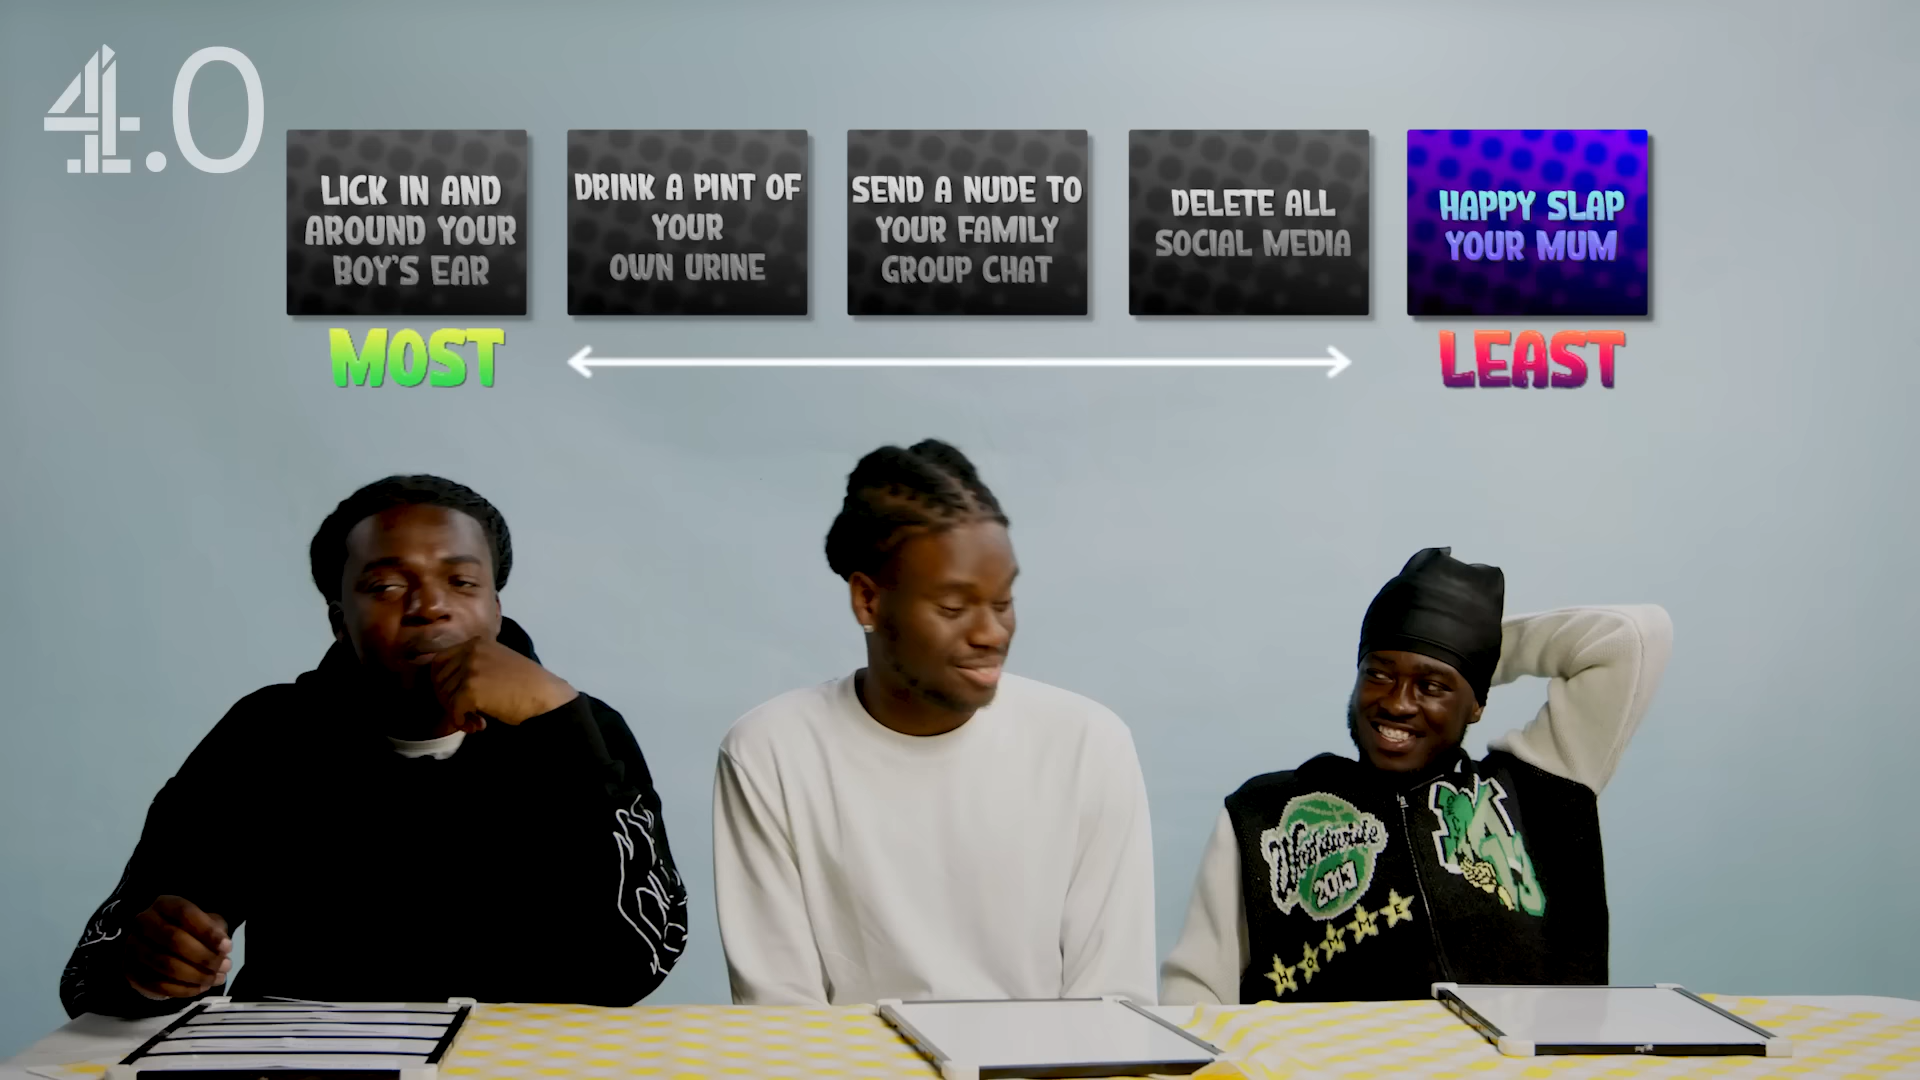 4.0
LICK IN AND
AROUND YOUR
BOY'S EAR
DRINK A PINT OF
YOUR
OWN URINE
SEND A NUDE TO
YOUR FAMILY
GROUP CHAT
DELETE ALL
SOCIAL MEDIA
HAPPY SLAP
YOUR MUM
MOST
LEAST
Worldwide
2013
HOMME